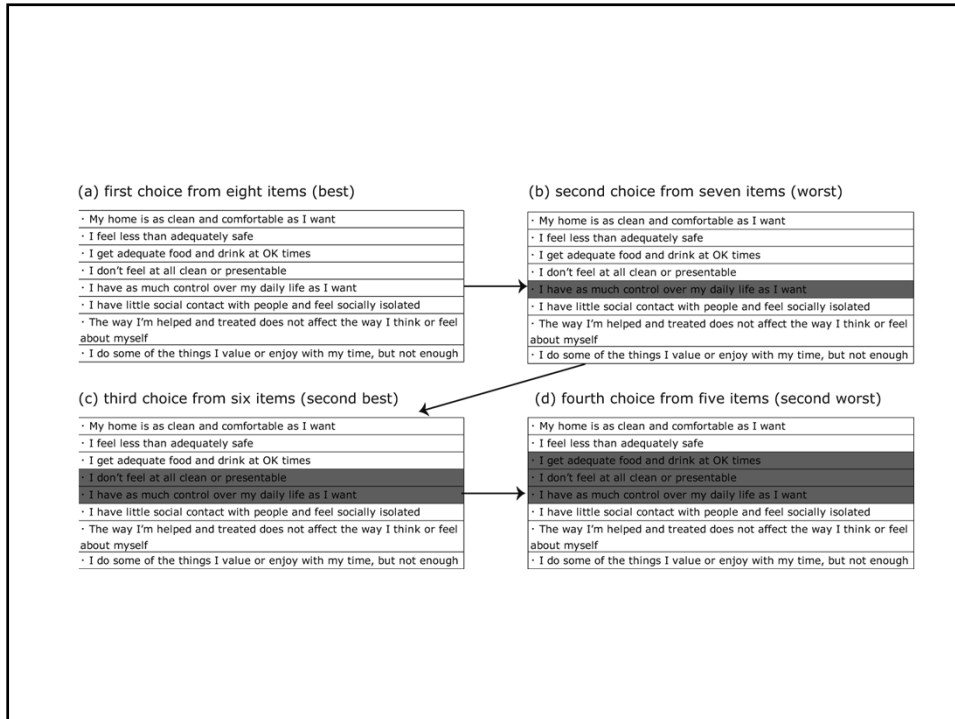 (a) first choice from eight items (best)
· My home is as clean and comfortable as I want
· I feel less than adequately safe
· I get adequate food and drink at OK times
· I don't feel at all clean or presentable
· I have as much control over my daily life as I want
· I have little social contact with people and feel socially isolated
· The way I'm helped and treated does not affect the way I think or feel
about myself
· I do some of the things I value or enjoy with my time, but not enough
(b) second choice from seven items (worst)
· My home is as clean and comfortable as I want
· I feel less than adequately safe
· I get adequate food and drink at OK times
· I don't feel at all clean or presentable
· I have as much control over my daily life as I want
· I have little social contact with people and feel socially isolated
· The way I'm helped and treated does not affect the way I think or feel
about myself
· I do some of the things I value or enjoy with my time, but not enough
(c) third choice from six items (second best)
· My home is as clean and comfortable as I want
· I feel less than adequately safe
· I get adequate food and drink at OK times
· I don't feel at all clean or presentable
· I have as much control over my daily life as I want
· I have little social contact with people and feel socially isolated
· The way I'm helped and treated does not affect the way I think or feel
about myself
· I do some of the things I value or enjoy with my time, but not enough
(d) fourth choice from five items (second worst)
· My home is as clean and comfortable as I want
· I feel less than adequately safe
· I get adequate food and drink at OK times
· I don't feel at all clean or presentable
· I have as much control over my daily life as I want
· I have little social contact with people and feel socially isolated
· The way I'm helped and treated does not affect the way I think or feel
about myself
· I do some of the things I value or enjoy with my time, but not enough